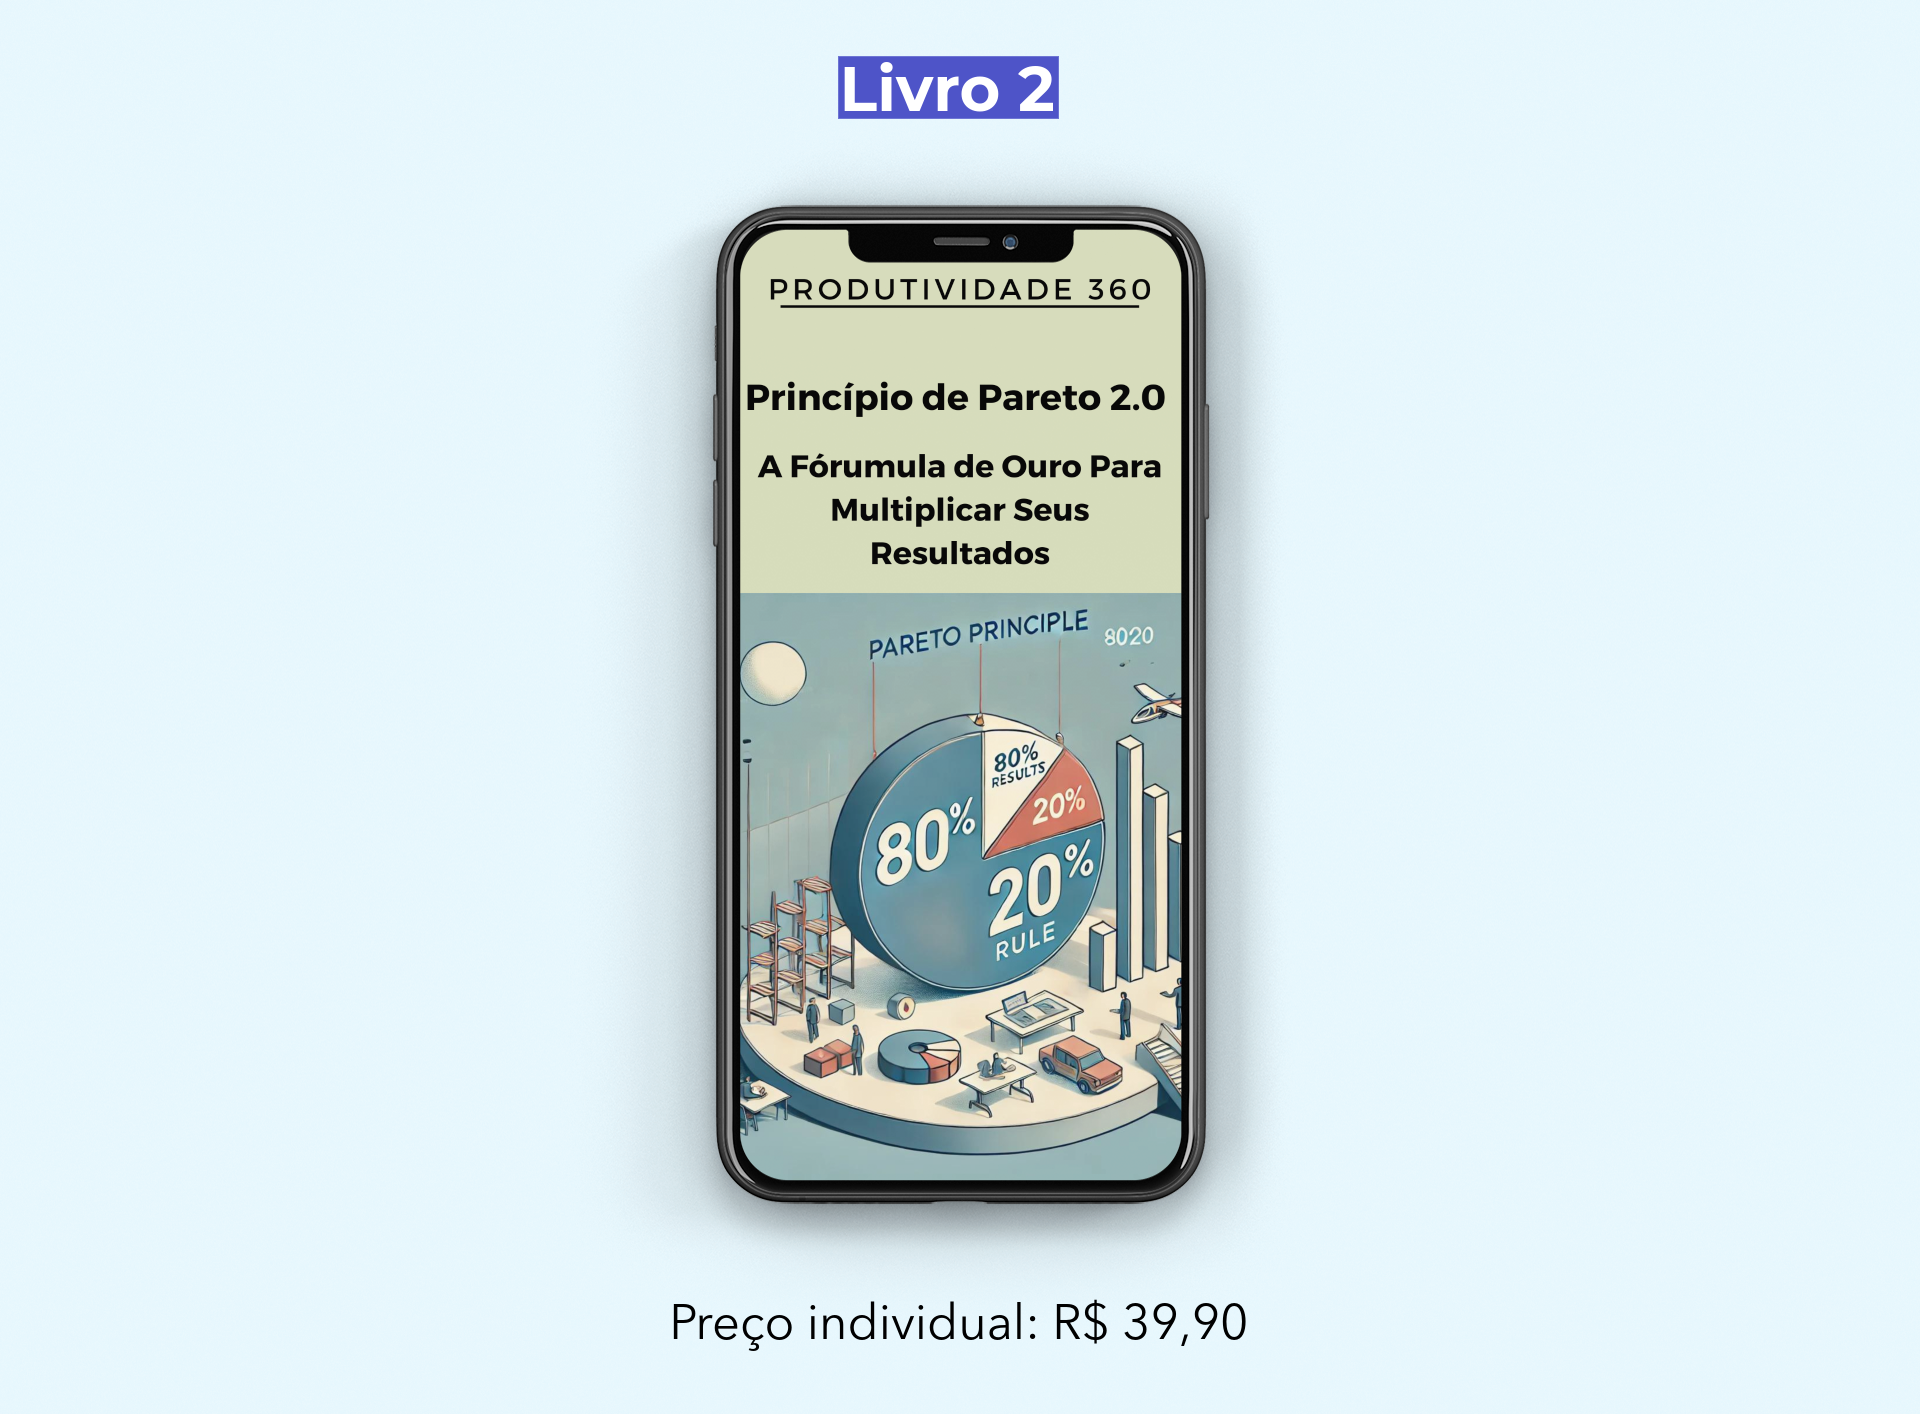 Livro 2
PRODUTIVIDADE 360
Princípio de Pareto 2.0
A Fórumula de Ouro Para
Multiplicar Seus
Resultados
PARETO PRINCIPLE
8020
80%
RESULTS
20%
80%
20%
RULE
Preço individual: R$ 39,90